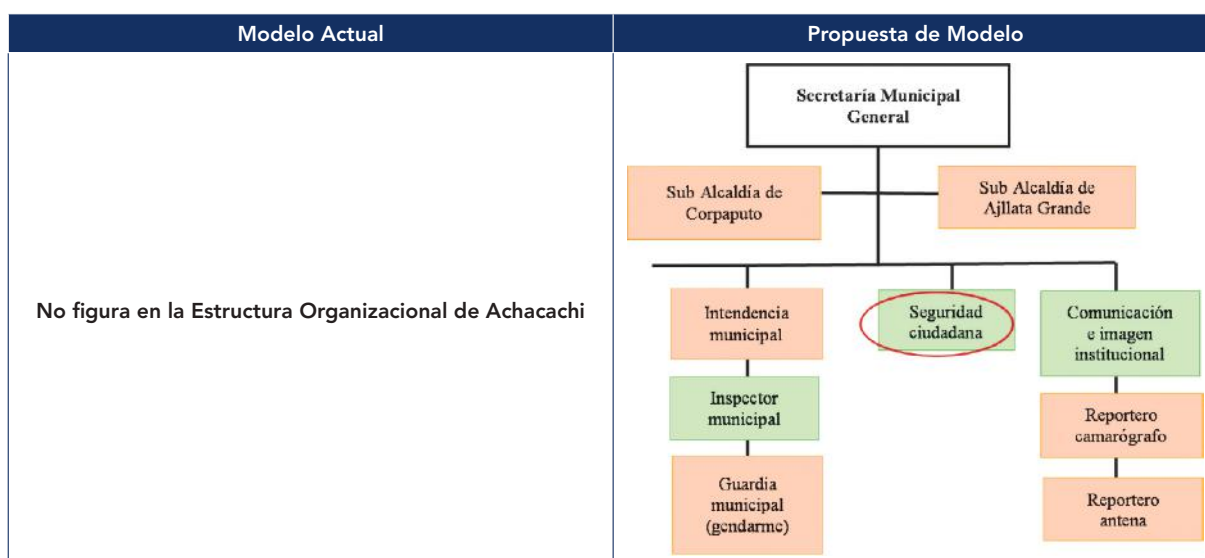 Modelo Actual
Propuesta de Modelo
No figura en la Estructura Organizacional de Achacachi
Secretaría Municipal
General
Sub Alcaldía de
Corpaputo
Sub Alcaldía de
Ajllata Grande
Intendencia
municipal
Seguridad
ciudadana
Comunicación
e imagen
institucional
Inspector
municipal
Reportero
camarógrafo
Guardia
municipal
(gendarme)
Reportero
antena